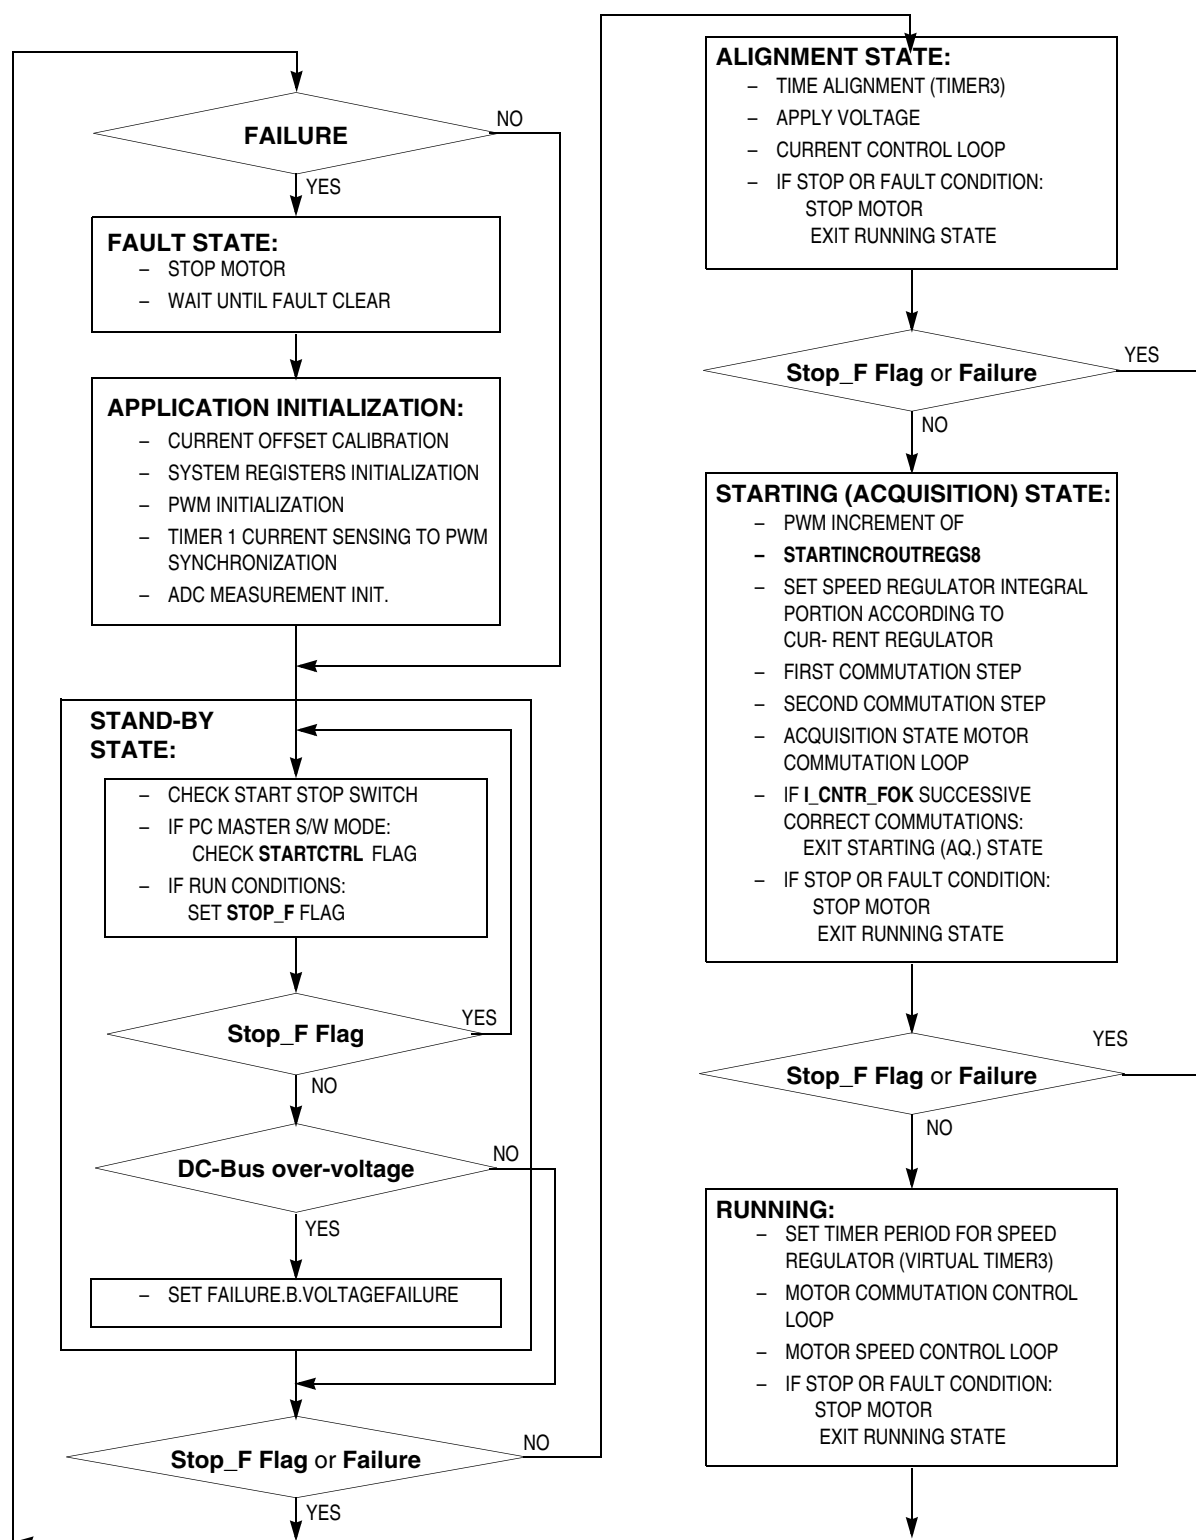 FAILURE
NO
YES
FAULT STATE:
– STOP MOTOR
– WAIT UNTIL FAULT CLEAR
APPLICATION INITIALIZATION:
– CURRENT OFFSET CALIBRATION
– SYSTEM REGISTERS INITIALIZATION
– PWM INITIALIZATION
– TIMER 1 CURRENT SENSING TO PWM
SYNCHRONIZATION
– ADC MEASUREMENT INIT.
STAND-BY
STATE:
– CHECK START STOP SWITCH
– IF PC MASTER S/W MODE:
CHECK STARTCTRL FLAG
– IF RUN CONDITIONS:
SET STOP_F FLAG
Stop_F Flag
YES
NO
DC-Bus over-voltage
NO
YES
– SET FAILURE.B.VOLTAGEFAILURE
Stop_F Flag or Failure
NO
YES
ALIGNMENT STATE:
– TIME ALIGNMENT (TIMER3)
– APPLY VOLTAGE
– CURRENT CONTROL LOOP
– IF STOP OR FAULT CONDITION:
STOP MOTOR
EXIT RUNNING STATE
Stop_F Flag or Failure
YES
NO
STARTING (ACQUISITION) STATE:
– PWM INCREMENT OF
– STARTINCROUTREGS8
– SET SPEED REGULATOR INTEGRAL
PORTION ACCORDING TO
CUR- RENT REGULATOR
– FIRST COMMUTATION STEP
– SECOND COMMUTATION STEP
– ACQUISITION STATE MOTOR
COMMUTATION LOOP
– IF I_CNTR_FOK SUCCESSIVE
CORRECT COMMUTATIONS:
EXIT STARTING (AQ.) STATE
– IF STOP OR FAULT CONDITION:
STOP MOTOR
EXIT RUNNING STATE
Stop_F Flag or Failure
YES
NO
RUNNING:
– SET TIMER PERIOD FOR SPEED
REGULATOR (VIRTUAL TIMER3)
– MOTOR COMMUTATION CONTROL
LOOP
– MOTOR SPEED CONTROL LOOP
– IF STOP OR FAULT CONDITION:
STOP MOTOR
EXIT RUNNING STATE